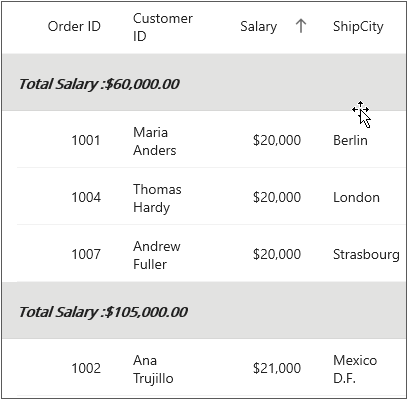 Order ID Customer ID Salary ShipCity
Total Salary :$60,000.00
1001 Maria Anders $20,000 Berlin
1004 Thomas Hardy $20,000 London
1007 Andrew Fuller $20,000 Strasbourg
Total Salary :$105,000.00
1002 Ana Trujillo $21,000 Mexico D.F.